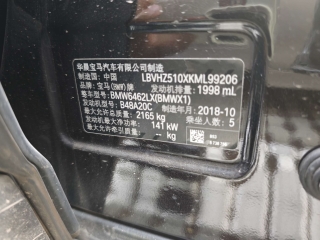 华晨宝马汽车有限公司制造
制造国: 中国 LBVHZ510XKML99206
品牌: 宝马(BMW)牌 发动机排量: 1998 mL
整车型号: BMW6462LX(BMWX1)
发动机型号: B48A20C 制造年月: 2018-10
最大允许总质量: 2165 kg 乘坐人数: 5
发动机最大净功率: 141 kW
最大允许牵引质量: – kg